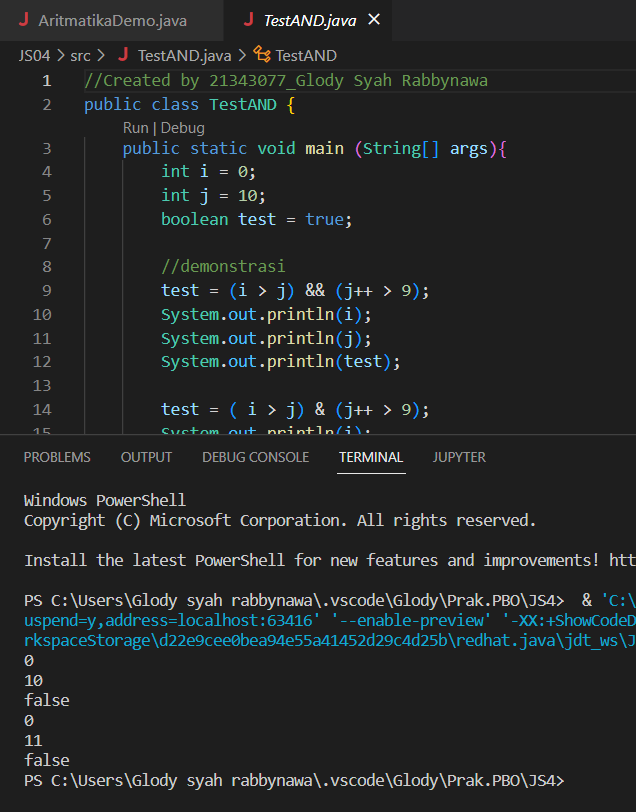 AritmatikaDemo.java TestAND.java
JS04 > src > TestAND.java > TestAND
1 //Created by 21343077_Glody Syah Rabbynawa
2 public class TestAND {
Run | Debug
3 public static void main (String[] args){
4 int i = 0;
5 int j = 10;
6 boolean test = true;
7
8 //demonstrasi
9 test = (i > j) && (j++ > 9);
10 System.out.println(i);
11 System.out.println(j);
12 System.out.println(test);
13
14 test = ( i > j) & (j++ > 9);
15 System.out.println(i);
PROBLEMS OUTPUT DEBUG CONSOLE TERMINAL JUPYTER
Windows PowerShell
Copyright (C) Microsoft Corporation. All rights reserved.
Install the latest PowerShell for new features and improvements! htt
PS C:\Users\Glody syah rabbynawa\.vscode\Glody\Prak.PBO\JS4>  & 'C:\
uspend=y,address=localhost:63416' '--enable-preview' '-XX:+ShowCodeD
rkspaceStorage\d22e9cee0bea94e55a41452d29c4d25b\redhat.java\jdt_ws\J
0
10
false
0
11
false
PS C:\Users\Glody syah rabbynawa\.vscode\Glody\Prak.PBO\JS4>